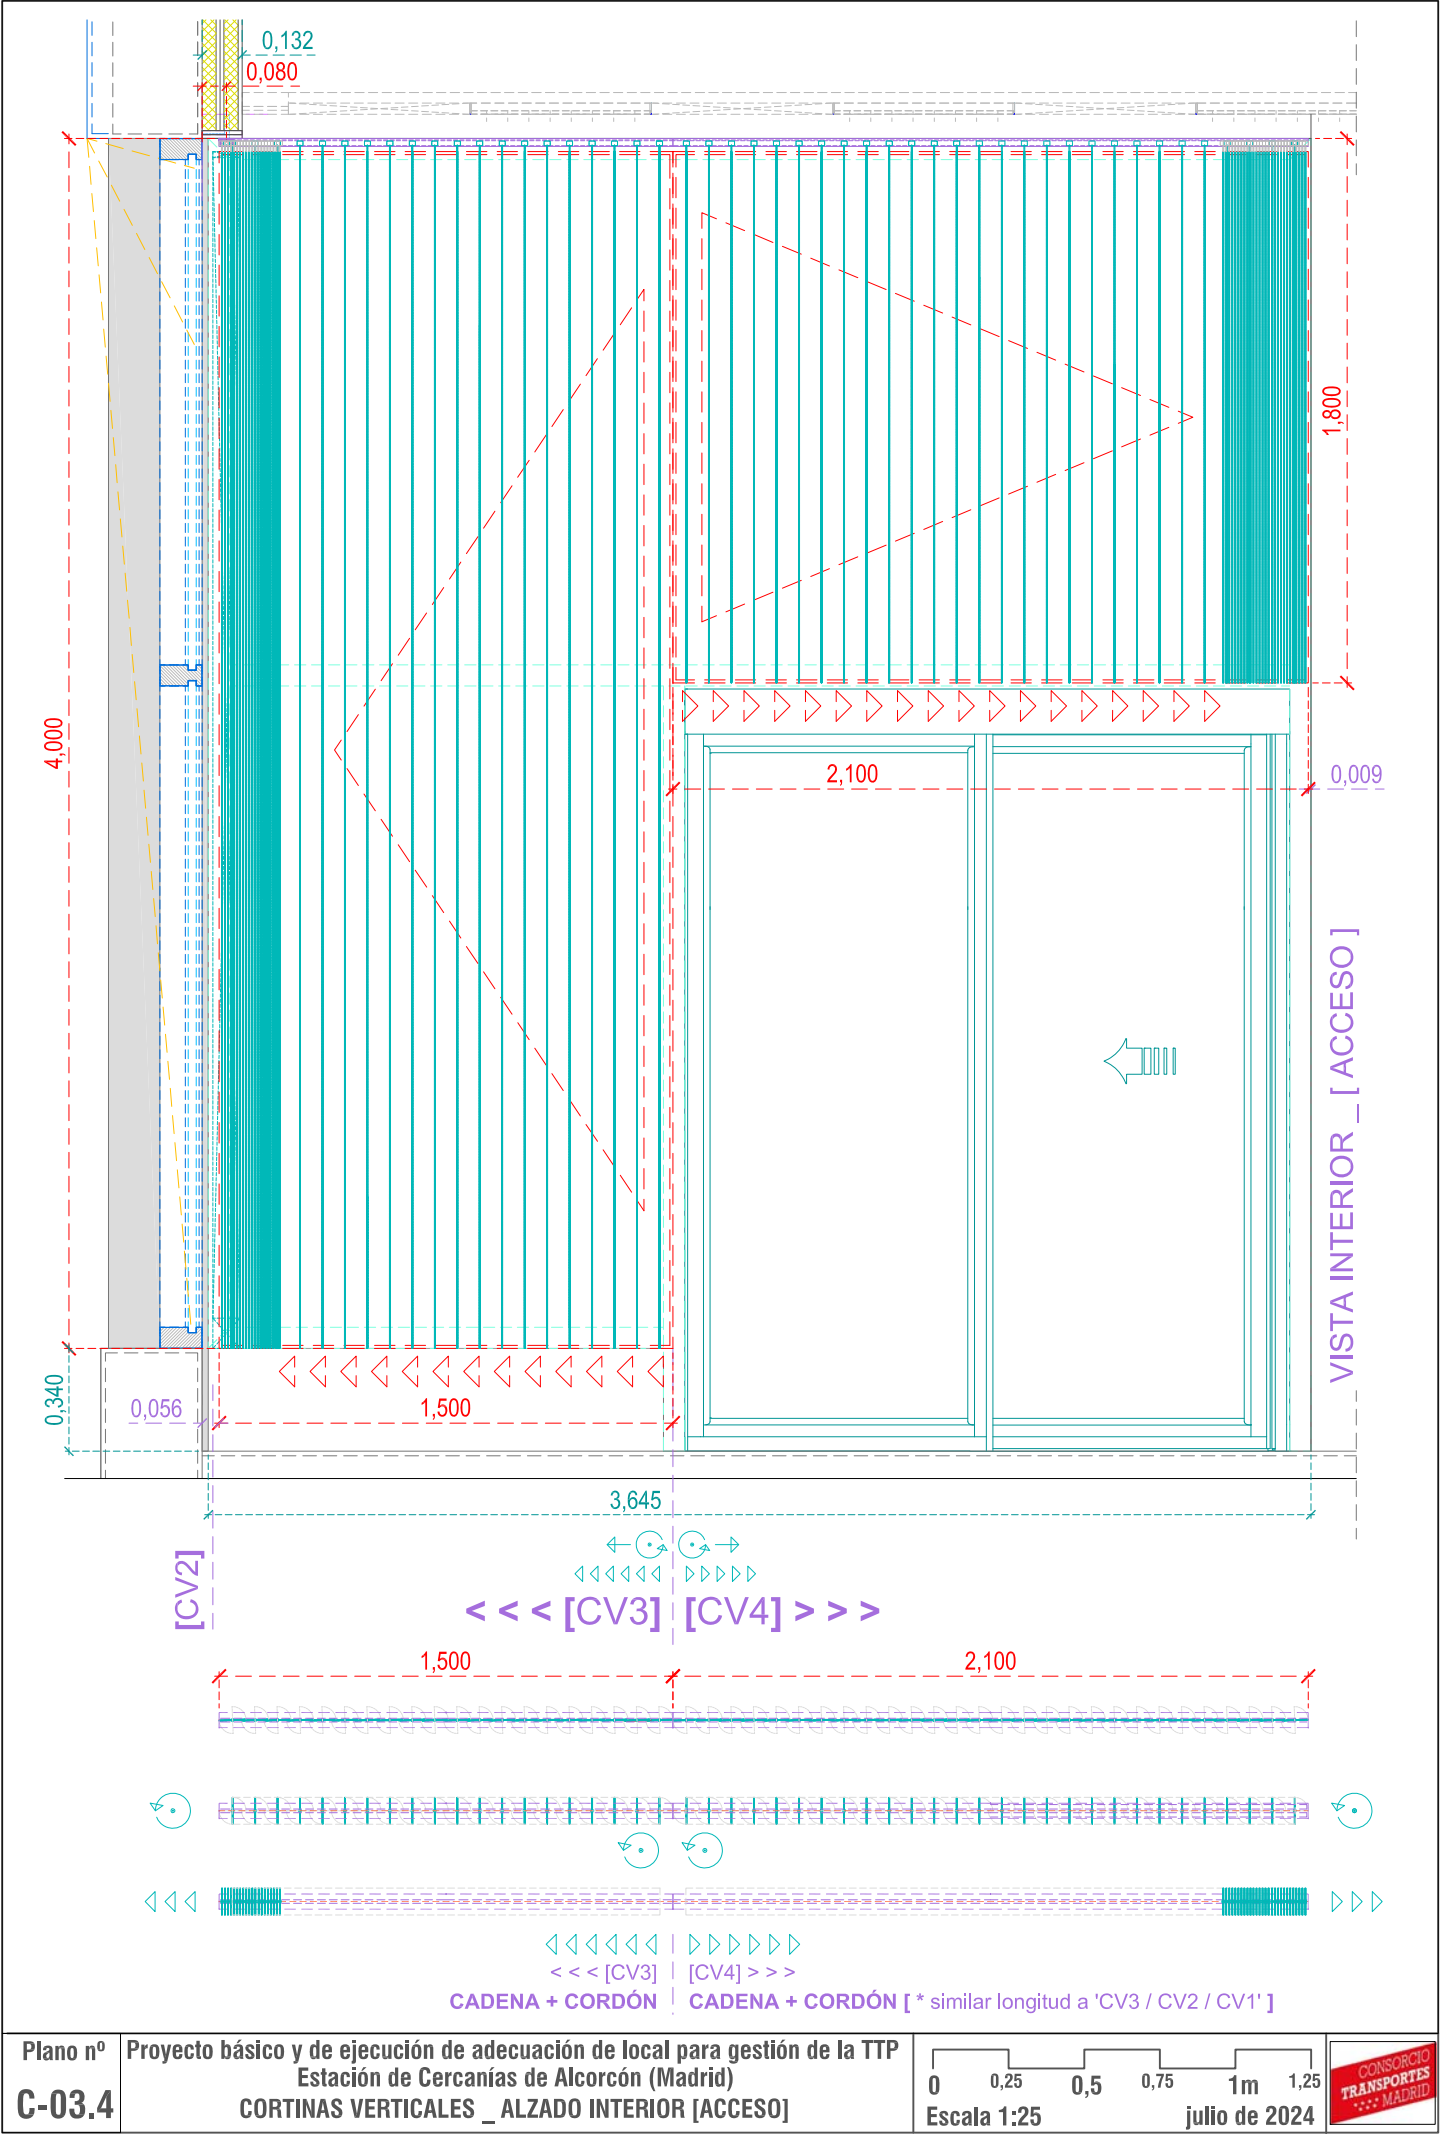 0,132
0,080
1,800
4,000
2,100
0,009
VISTA INTERIOR _ [ ACCESO ]
0,340
0,056
1,500
3,645
[CV2]
< < < [CV3] [CV4] > > >
1,500
2,100
< < < [CV3] [CV4] > > >
CADENA + CORDÓN CADENA + CORDÓN [ * similar longitud a 'CV3 / CV2 / CV1' ]
Plano nº
C-03.4
Proyecto básico y de ejecución de adecuación de local para gestión de la TTP
Estación de Cercanías de Alcorcón (Madrid)
CORTINAS VERTICALES _ ALZADO INTERIOR [ACCESO]
0 0,25 0,5 0,75 1m 1,25
Escala 1:25 julio de 2024
CONSORCIO
TRANSPORTES
MADRID